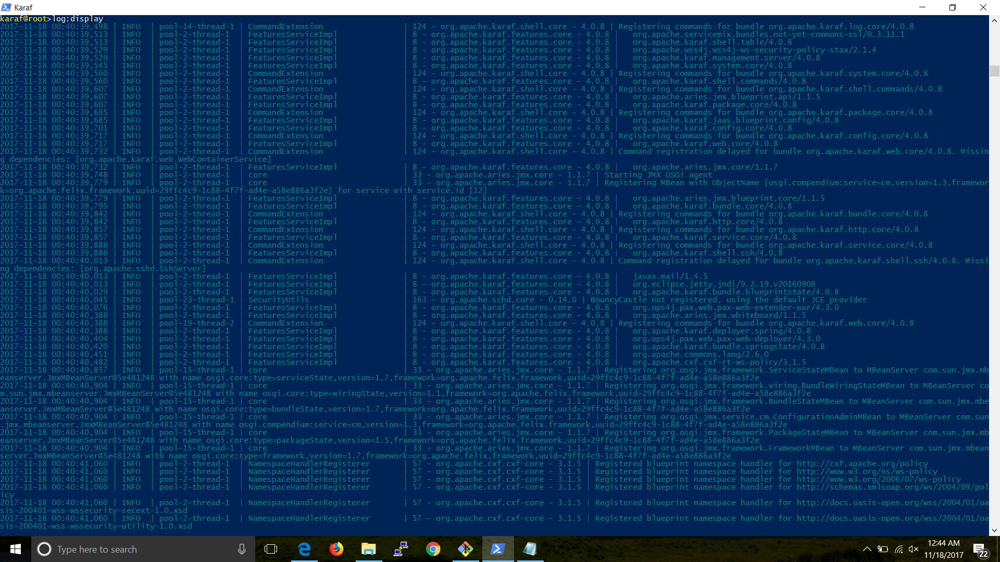 Karaf
karaf@root>log:display
2017-11-18 00:40:39,498 | INFO  | pool-14-thread-1 | CommandExtension                 | 124 - org.apache.karaf.shell.core - 4.0.8 | Registering commands for bundle org.apache.karaf.log.core/4.0.8
2017-11-18 00:40:39,513 | INFO  | pool-2-thread-1  | FeaturesServiceImpl              | 8 - org.apache.karaf.features.core - 4.0.8 |   org.apache.servicemix.bundles.not-yet-commons-ssl/0.3.11.1
2017-11-18 00:40:39,513 | INFO  | pool-2-thread-1  | FeaturesServiceImpl              | 8 - org.apache.karaf.features.core - 4.0.8 |   org.apache.karaf.shell.table/4.0.8
2017-11-18 00:40:39,529 | INFO  | pool-2-thread-1  | FeaturesServiceImpl              | 8 - org.apache.karaf.features.core - 4.0.8 |   org.apache.wss4j.wss4j-ws-security-policy-stax/2.1.4
2017-11-18 00:40:39,529 | INFO  | pool-2-thread-1  | FeaturesServiceImpl              | 8 - org.apache.karaf.features.core - 4.0.8 |   org.apache.karaf.management.server/4.0.8
2017-11-18 00:40:39,545 | INFO  | pool-2-thread-1  | FeaturesServiceImpl              | 8 - org.apache.karaf.features.core - 4.0.8 |   org.apache.karaf.system.core/4.0.8
2017-11-18 00:40:39,560 | INFO  | pool-2-thread-1  | CommandExtension                 | 124 - org.apache.karaf.shell.core - 4.0.8 | Registering commands for bundle org.apache.karaf.system.core/4.0.8
2017-11-18 00:40:39,560 | INFO  | pool-2-thread-1  | FeaturesServiceImpl              | 8 - org.apache.karaf.features.core - 4.0.8 |   org.apache.karaf.shell.commands/4.0.8
2017-11-18 00:40:39,607 | INFO  | pool-2-thread-1  | CommandExtension                 | 124 - org.apache.karaf.shell.core - 4.0.8 | Registering commands for bundle org.apache.karaf.shell.commands/4.0.8
2017-11-18 00:40:39,607 | INFO  | pool-2-thread-1  | FeaturesServiceImpl              | 8 - org.apache.karaf.features.core - 4.0.8 |   org.apache.aries.jmx.blueprint.api/1.1.5
2017-11-18 00:40:39,607 | INFO  | pool-2-thread-1  | FeaturesServiceImpl              | 8 - org.apache.karaf.features.core - 4.0.8 |   org.apache.karaf.package.core/4.0.8
2017-11-18 00:40:39,685 | INFO  | pool-2-thread-1  | CommandExtension                 | 124 - org.apache.karaf.shell.core - 4.0.8 | Registering commands for bundle org.apache.karaf.package.core/4.0.8
2017-11-18 00:40:39,685 | INFO  | pool-2-thread-1  | FeaturesServiceImpl              | 8 - org.apache.karaf.features.core - 4.0.8 |   org.apache.karaf.jaas.blueprint.config/4.0.8
2017-11-18 00:40:39,701 | INFO  | pool-2-thread-1  | FeaturesServiceImpl              | 8 - org.apache.karaf.features.core - 4.0.8 |   org.apache.karaf.config.core/4.0.8
2017-11-18 00:40:39,717 | INFO  | pool-2-thread-1  | CommandExtension                 | 124 - org.apache.karaf.shell.core - 4.0.8 | Registering commands for bundle org.apache.karaf.config.core/4.0.8
2017-11-18 00:40:39,717 | INFO  | pool-2-thread-1  | FeaturesServiceImpl              | 8 - org.apache.karaf.features.core - 4.0.8 |   org.apache.karaf.web.core/4.0.8
2017-11-18 00:40:39,732 | INFO  | pool-2-thread-1  | CommandExtension                 | 124 - org.apache.karaf.shell.core - 4.0.8 | Command registration delayed for bundle org.apache.karaf.web.core/4.0.8. Missin
g dependencies: [org.apache.karaf.web.WebContainerService]
2017-11-18 00:40:39,732 | INFO  | pool-2-thread-1  | FeaturesServiceImpl              | 8 - org.apache.karaf.features.core - 4.0.8 |   org.apache.aries.jmx.core/1.1.7
2017-11-18 00:40:39,748 | INFO  | pool-2-thread-1  | core                             | 33 - org.apache.aries.jmx.core - 1.1.7 | Starting JMX OSGi agent
2017-11-18 00:40:39,779 | INFO  | pool-2-thread-1  | core                             | 33 - org.apache.aries.jmx.core - 1.1.7 | Registering MBean with ObjectName [osgi.compendium:service=cm,version=1.3,framewor
k=org.apache.felix.framework,uuid=29ffc4c9-1c88-4f7f-ad4e-a58e886a3f2e] for service with service.id [12]
2017-11-18 00:40:39,779 | INFO  | pool-2-thread-1  | FeaturesServiceImpl              | 8 - org.apache.karaf.features.core - 4.0.8 |   org.apache.aries.jmx.blueprint.core/1.1.5
2017-11-18 00:40:39,795 | INFO  | pool-2-thread-1  | FeaturesServiceImpl              | 8 - org.apache.karaf.features.core - 4.0.8 |   org.apache.karaf.bundle.core/4.0.8
2017-11-18 00:40:39,842 | INFO  | pool-2-thread-1  | CommandExtension                 | 124 - org.apache.karaf.shell.core - 4.0.8 | Registering commands for bundle org.apache.karaf.bundle.core/4.0.8
2017-11-18 00:40:39,842 | INFO  | pool-2-thread-1  | FeaturesServiceImpl              | 8 - org.apache.karaf.features.core - 4.0.8 |   org.apache.karaf.http.core/4.0.8
2017-11-18 00:40:39,857 | INFO  | pool-2-thread-1  | CommandExtension                 | 124 - org.apache.karaf.shell.core - 4.0.8 | Registering commands for bundle org.apache.karaf.http.core/4.0.8
2017-11-18 00:40:39,857 | INFO  | pool-2-thread-1  | FeaturesServiceImpl              | 8 - org.apache.karaf.features.core - 4.0.8 |   org.apache.karaf.service.core/4.0.8
2017-11-18 00:40:39,888 | INFO  | pool-2-thread-1  | CommandExtension                 | 124 - org.apache.karaf.shell.core - 4.0.8 | Registering commands for bundle org.apache.karaf.service.core/4.0.8
2017-11-18 00:40:39,888 | INFO  | pool-2-thread-1  | FeaturesServiceImpl              | 8 - org.apache.karaf.features.core - 4.0.8 |   org.apache.karaf.shell.ssh/4.0.8
2017-11-18 00:40:40,013 | INFO  | pool-2-thread-1  | CommandExtension                 | 124 - org.apache.karaf.shell.core - 4.0.8 | Command registration delayed for bundle org.apache.karaf.shell.ssh/4.0.8. Missi
ng dependencies: [org.apache.sshd.SshServer]
2017-11-18 00:40:40,013 | INFO  | pool-2-thread-1  | FeaturesServiceImpl              | 8 - org.apache.karaf.features.core - 4.0.8 |   javax.mail/1.4.5
2017-11-18 00:40:40,013 | INFO  | pool-2-thread-1  | FeaturesServiceImpl              | 8 - org.apache.karaf.features.core - 4.0.8 |   org.eclipse.jetty.jndi/9.2.19.v20160908
2017-11-18 00:40:40,029 | INFO  | pool-2-thread-1  | FeaturesServiceImpl              | 8 - org.apache.karaf.features.core - 4.0.8 |   org.apache.karaf.bundle.blueprintstate/4.0.8
2017-11-18 00:40:40,045 | INFO  | pool-23-thread-1 | SecurityUtils                    | 163 - org.apache.sshd.core - 0.14.0 | BouncyCastle not registered, using the default JCE provider
2017-11-18 00:40:40,076 | INFO  | pool-2-thread-1  | FeaturesServiceImpl              | 8 - org.apache.karaf.features.core - 4.0.8 |   org.ops4j.pax.web.pax-web-extender-war/4.3.0
2017-11-18 00:40:40,388 | INFO  | pool-2-thread-1  | FeaturesServiceImpl              | 8 - org.apache.karaf.features.core - 4.0.8 |   org.apache.aries.jmx.whiteboard/1.1.5
2017-11-18 00:40:40,388 | INFO  | pool-19-thread-2 | CommandExtension                 | 124 - org.apache.karaf.shell.core - 4.0.8 | Registering commands for bundle org.apache.karaf.web.core/4.0.8
2017-11-18 00:40:40,388 | INFO  | pool-2-thread-1  | FeaturesServiceImpl              | 8 - org.apache.karaf.features.core - 4.0.8 |   org.apache.karaf.deployer.spring/4.0.8
2017-11-18 00:40:40,404 | INFO  | pool-2-thread-1  | FeaturesServiceImpl              | 8 - org.apache.karaf.features.core - 4.0.8 |   org.ops4j.pax.web.pax-web-deployer/4.3.0
2017-11-18 00:40:40,420 | INFO  | pool-2-thread-1  | FeaturesServiceImpl              | 8 - org.apache.karaf.features.core - 4.0.8 |   org.apache.karaf.bundle.springstate/4.0.8
2017-11-18 00:40:40,451 | INFO  | pool-2-thread-1  | FeaturesServiceImpl              | 8 - org.apache.karaf.features.core - 4.0.8 |   org.apache.commons.lang/2.6.0
2017-11-18 00:40:40,482 | INFO  | pool-2-thread-1  | FeaturesServiceImpl              | 8 - org.apache.karaf.features.core - 4.0.8 |   org.apache.cxf.cxf-rt-ws-policy/3.1.5
2017-11-18 00:40:40,857 | INFO  | pool-15-thread-1 | core                             | 33 - org.apache.aries.jmx.core - 1.1.7 | Registering org.osgi.jmx.framework.ServiceStateMBean to MBeanServer com.sun.jmx.mb
eanserver.JmxMBeanServer@5e481248 with name osgi.core:type=serviceState,version=1.7,framework=org.apache.felix.framework,uuid=29ffc4c9-1c88-4f7f-ad4e-a58e886a3f2e
2017-11-18 00:40:40,904 | INFO  | pool-15-thread-1 | core                             | 33 - org.apache.aries.jmx.core - 1.1.7 | Registering org.osgi.jmx.framework.wiring.BundleWiringStateMBean to MBeanServer co
m.sun.jmx.mbeanserver.JmxMBeanServer@5e481248 with name osgi.core:type=wiringState,version=1.1,framework=org.apache.felix.framework,uuid=29ffc4c9-1c88-4f7f-ad4e-a58e886a3f2e
2017-11-18 00:40:40,904 | INFO  | pool-15-thread-1 | core                             | 33 - org.apache.aries.jmx.core - 1.1.7 | Registering org.osgi.jmx.framework.BundleStateMBean to MBeanServer com.sun.jmx.mbe
anserver.JmxMBeanServer@5e481248 with name osgi.core:type=bundleState,version=1.7,framework=org.apache.felix.framework,uuid=29ffc4c9-1c88-4f7f-ad4e-a58e886a3f2e
2017-11-18 00:40:40,904 | INFO  | pool-15-thread-1 | core                             | 33 - org.apache.aries.jmx.core - 1.1.7 | Registering org.osgi.jmx.service.cm.ConfigurationAdminMBean to MBeanServer com.sun
.jmx.mbeanserver.JmxMBeanServer@5e481248 with name osgi.compendium:service=cm,version=1.3,framework=org.apache.felix.framework,uuid=29ffc4c9-1c88-4f7f-ad4e-a58e886a3f2e
2017-11-18 00:40:40,904 | INFO  | pool-15-thread-1 | core                             | 33 - org.apache.aries.jmx.core - 1.1.7 | Registering org.osgi.jmx.framework.PackageStateMBean to MBeanServer com.sun.jmx.mb
eanserver.JmxMBeanServer@5e481248 with name osgi.core:type=packageState,version=1.5,framework=org.apache.felix.framework,uuid=29ffc4c9-1c88-4f7f-ad4e-a58e886a3f2e
2017-11-18 00:40:40,904 | INFO  | pool-15-thread-1 | core                             | 33 - org.apache.aries.jmx.core - 1.1.7 | Registering org.osgi.jmx.framework.FrameworkMBean to MBeanServer com.sun.jmx.mbean
server.JmxMBeanServer@5e481248 with name osgi.core:type=framework,version=1.7,framework=org.apache.felix.framework,uuid=29ffc4c9-1c88-4f7f-ad4e-a58e886a3f2e
2017-11-18 00:40:41,060 | INFO  | pool-2-thread-1  | NamespaceHandlerRegisterer       | 57 - org.apache.cxf.cxf-core - 3.1.5 | Registered blueprint namespace handler for http://cxf.apache.org/policy
2017-11-18 00:40:41,060 | INFO  | pool-2-thread-1  | NamespaceHandlerRegisterer       | 57 - org.apache.cxf.cxf-core - 3.1.5 | Registered blueprint namespace handler for http://www.w3.org/ns/ws-policy
2017-11-18 00:40:41,060 | INFO  | pool-2-thread-1  | NamespaceHandlerRegisterer       | 57 - org.apache.cxf.cxf-core - 3.1.5 | Registered blueprint namespace handler for http://www.w3.org/2006/07/ws-policy
2017-11-18 00:40:41,060 | INFO  | pool-2-thread-1  | NamespaceHandlerRegisterer       | 57 - org.apache.cxf.cxf-core - 3.1.5 | Registered blueprint namespace handler for http://schemas.xmlsoap.org/ws/2004/09/pol
icy
2017-11-18 00:40:41,060 | INFO  | pool-2-thread-1  | NamespaceHandlerRegisterer       | 57 - org.apache.cxf.cxf-core - 3.1.5 | Registered blueprint namespace handler for http://docs.oasis-open.org/wss/2004/01/oa
sis-200401-wss-wssecurity-secext-1.0.xsd
2017-11-18 00:40:41,060 | INFO  | pool-2-thread-1  | NamespaceHandlerRegisterer       | 57 - org.apache.cxf.cxf-core - 3.1.5 | Registered blueprint namespace handler for http://docs.oasis-open.org/wss/2004/01/oa
sis-200401-wss-wssecurity-utility-1.0.xsd
Type here to search
12:44 AM
11/18/2017
22